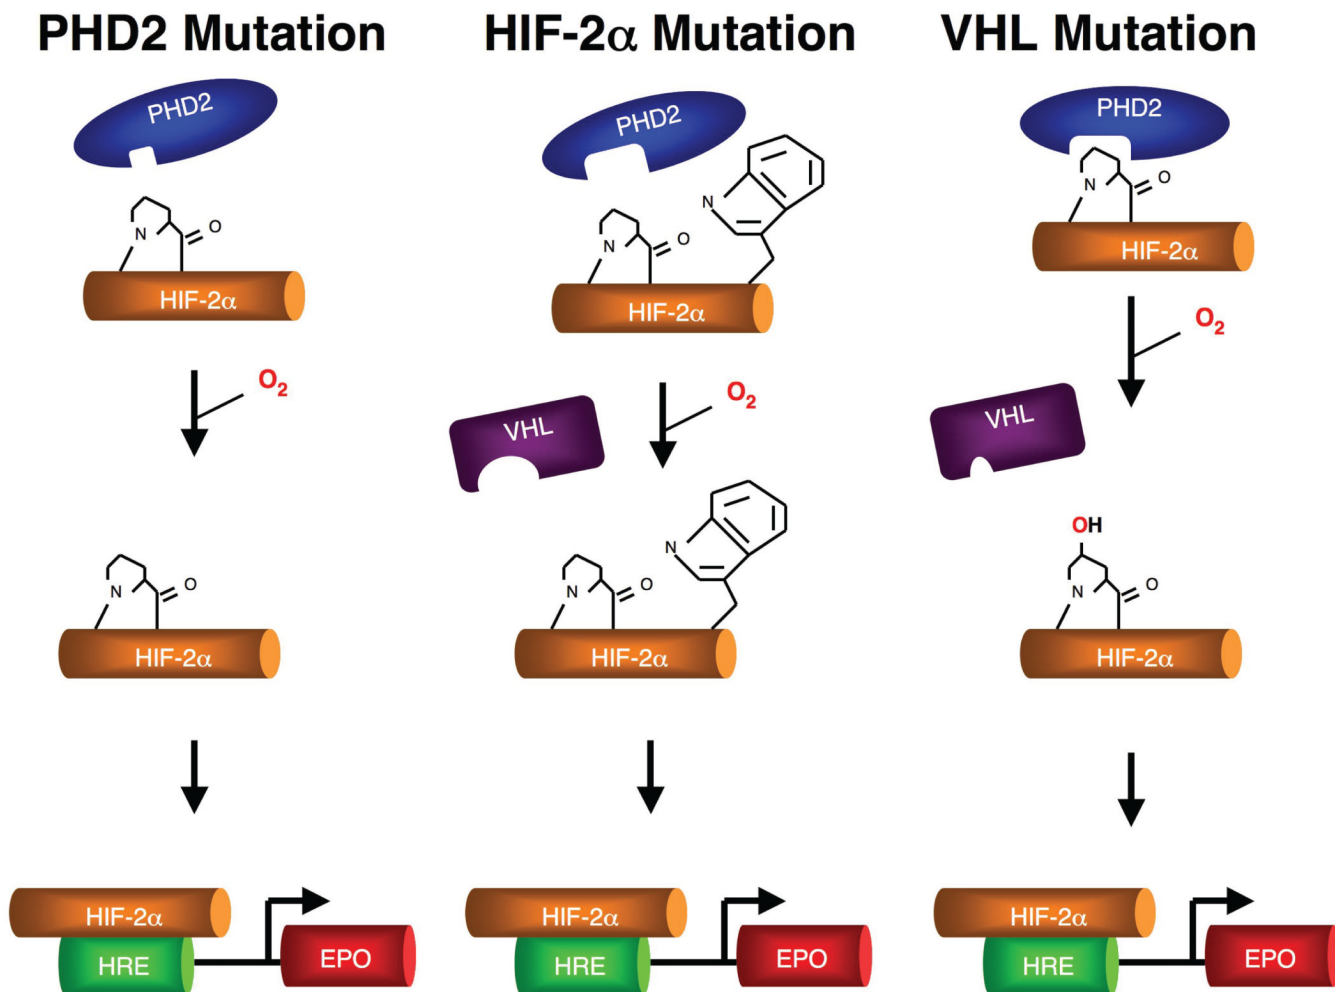 PHD2 Mutation
HIF-2α Mutation
VHL Mutation
PHD2
PHD2
PHD2
N
O
N
O
N
N
O
HIF-2α
HIF-2α
HIF-2α
O2
O2
O2
VHL
VHL
OH
N
O
N
O
N
N
O
HIF-2α
HIF-2α
HIF-2α
HIF-2α
HIF-2α
HIF-2α
HRE
EPO
HRE
EPO
HRE
EPO